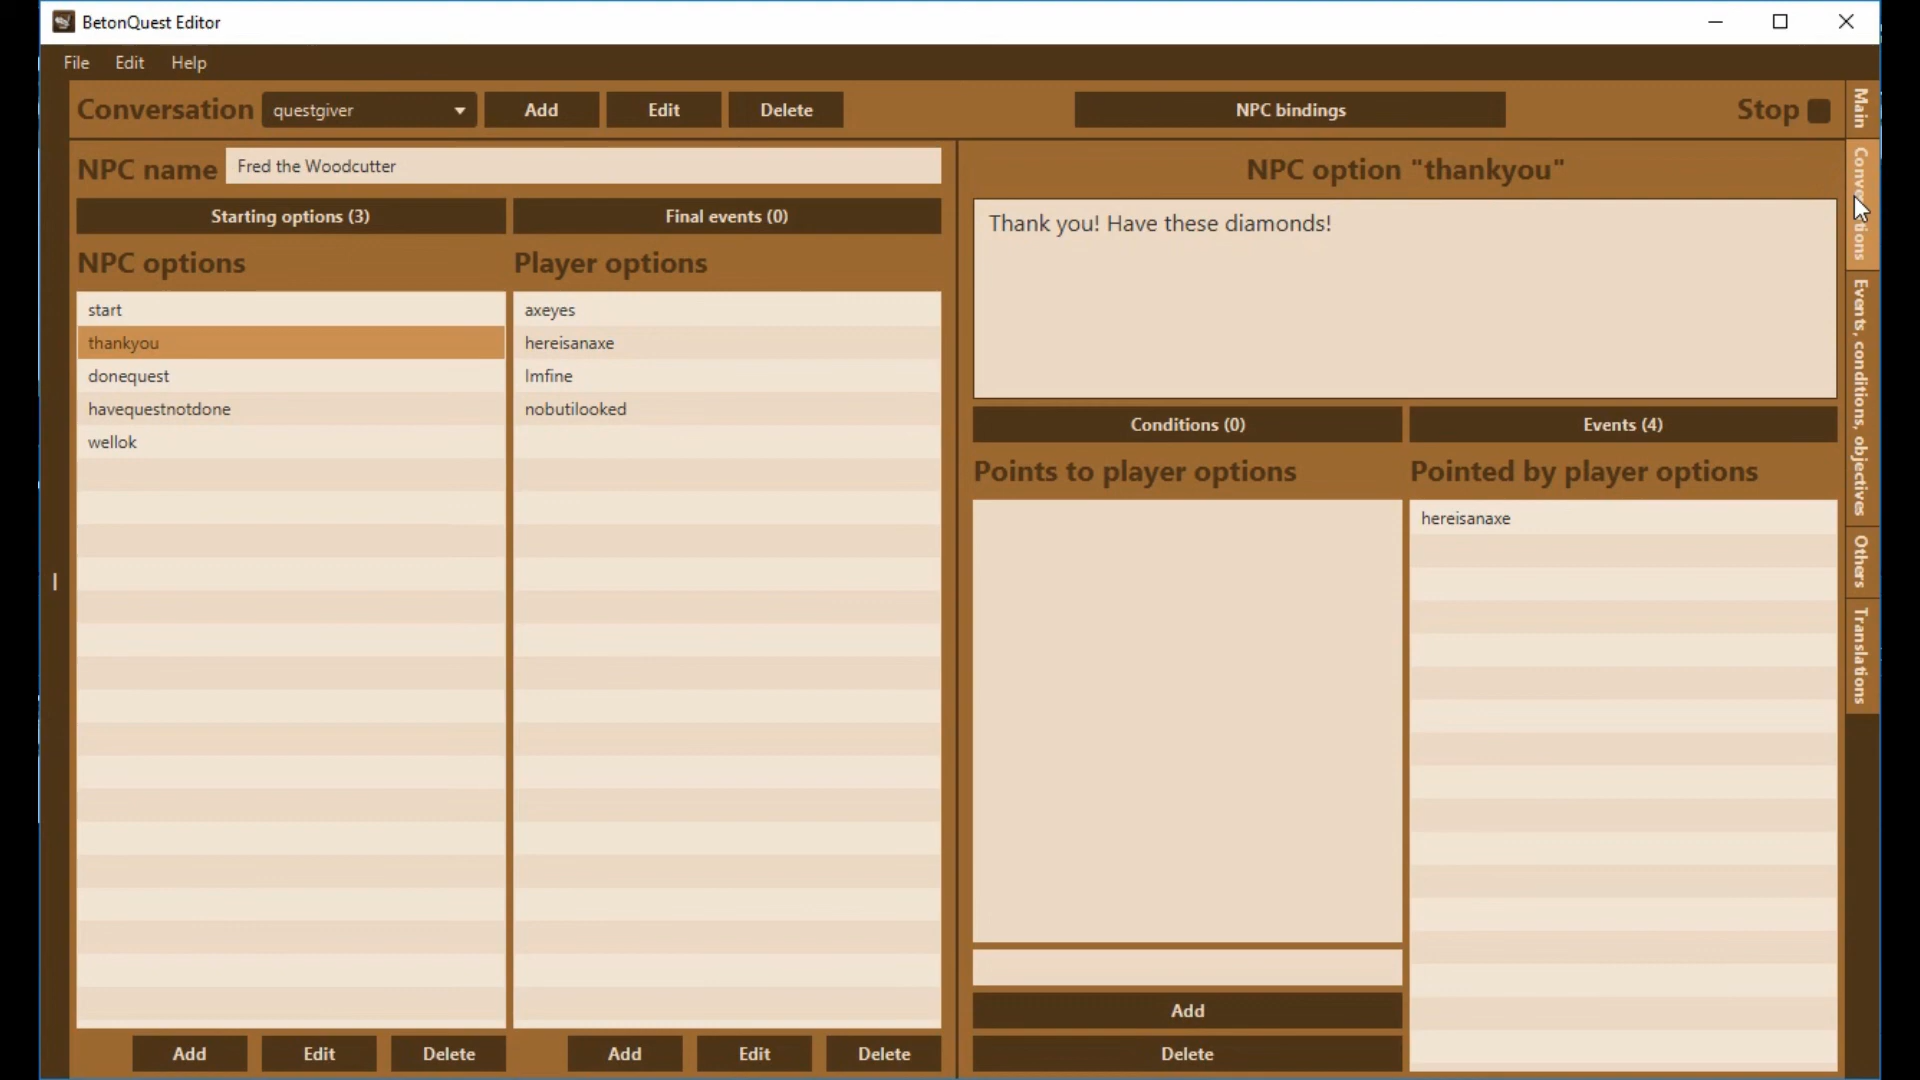 BetonQuest Editor
File Edit Help
Conversation questgiver Add Edit Delete NPC bindings Stop
NPC name Fred the Woodcutter
Starting options (3) Final events (0)
NPC options Player options
start
thankyou
donequest
havequestnotdone
wellok
axeyes
hereisanaxe
Imfine
nobutilooked
Add Edit Delete Add Edit Delete
NPC option "thankyou"
Thank you! Have these diamonds!
Conditions (0) Events (4)
Points to player options Pointed by player options
hereisanaxe
Add
Delete
Main
Conversations
Events, conditions, objectives
Others
Translations